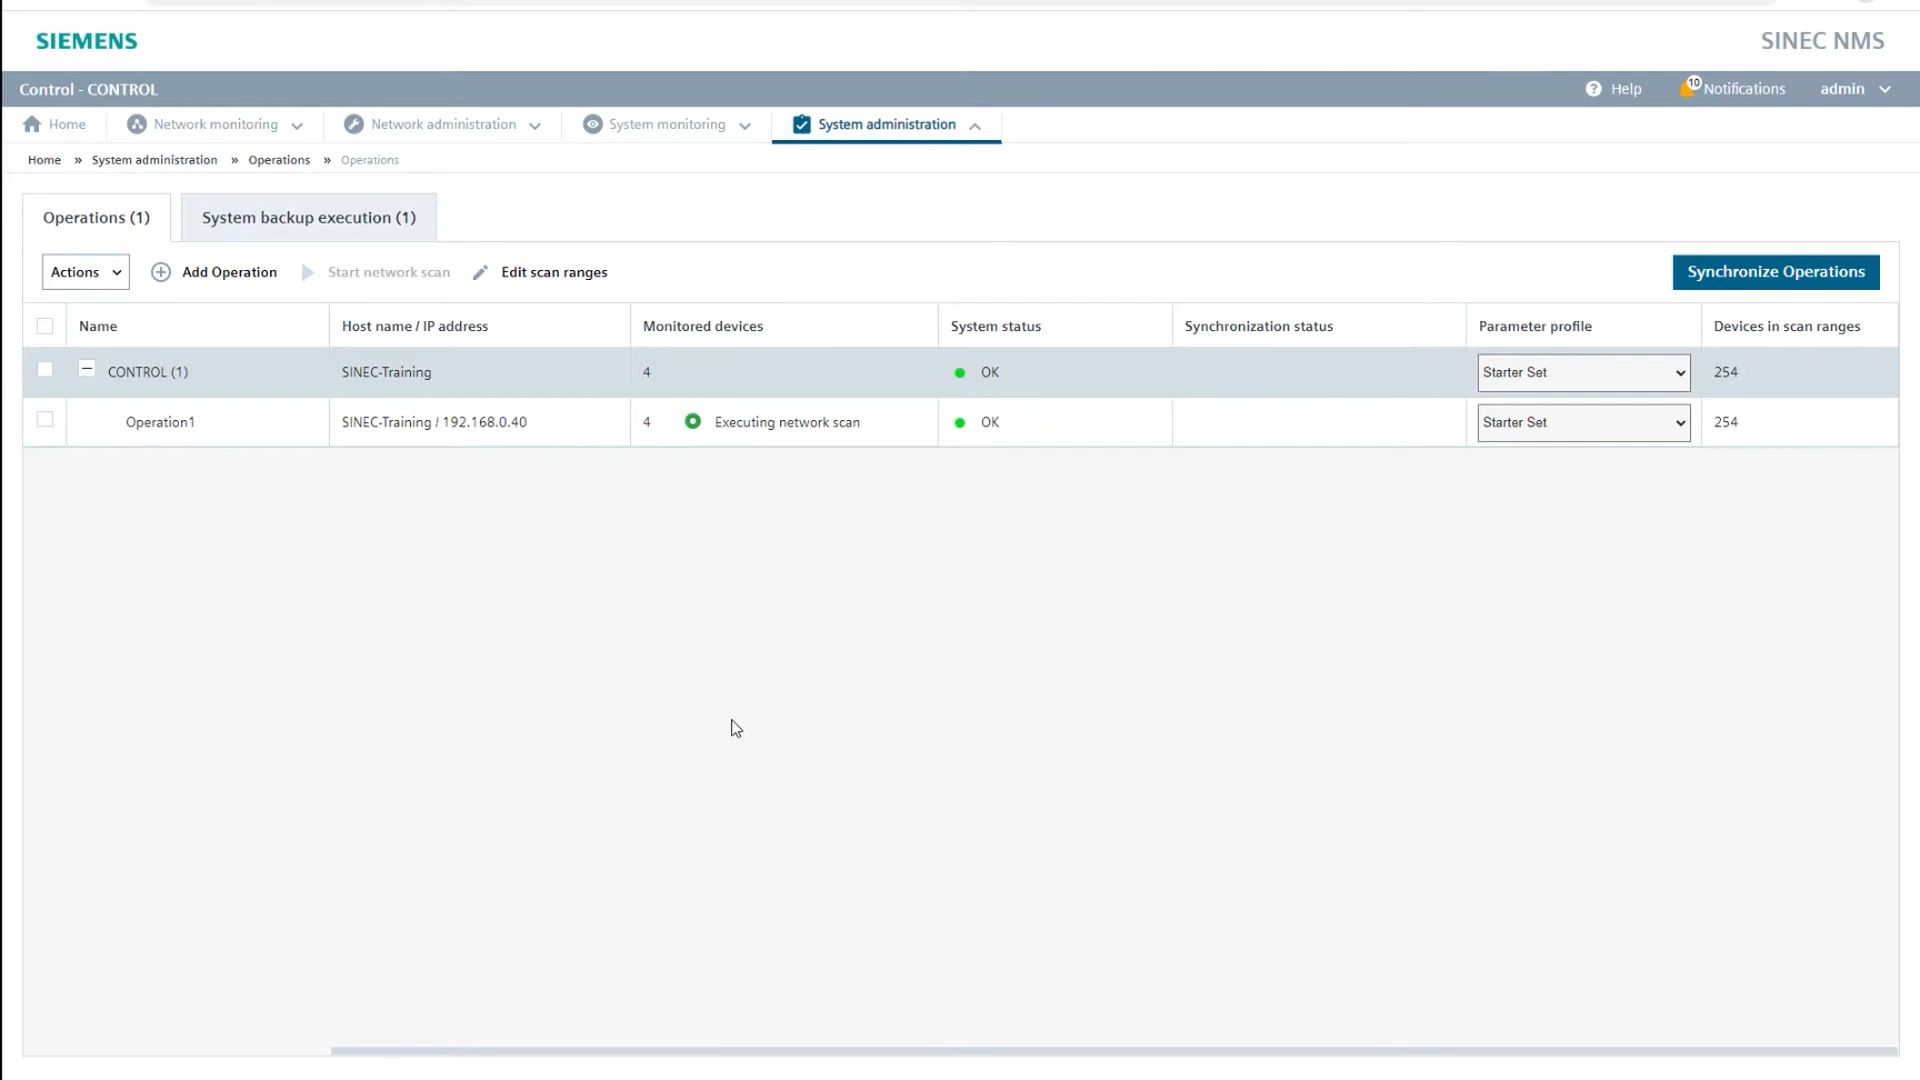 SIEMENS
SINEC NMS
Control - CONTROL
Help
10
Notifications
admin
Home
Network monitoring
Network administration
System monitoring
System administration
Home » System administration » Operations » Operations
Operations (1)
System backup execution (1)
Actions
Add Operation
Start network scan
Edit scan ranges
Synchronize Operations
Name
Host name / IP address
Monitored devices
System status
Synchronization status
Parameter profile
Devices in scan ranges
CONTROL (1)
SINEC-Training
4
OK
Starter Set
254
Operation1
SINEC-Training / 192.168.0.40
4
Executing network scan
OK
Starter Set
254